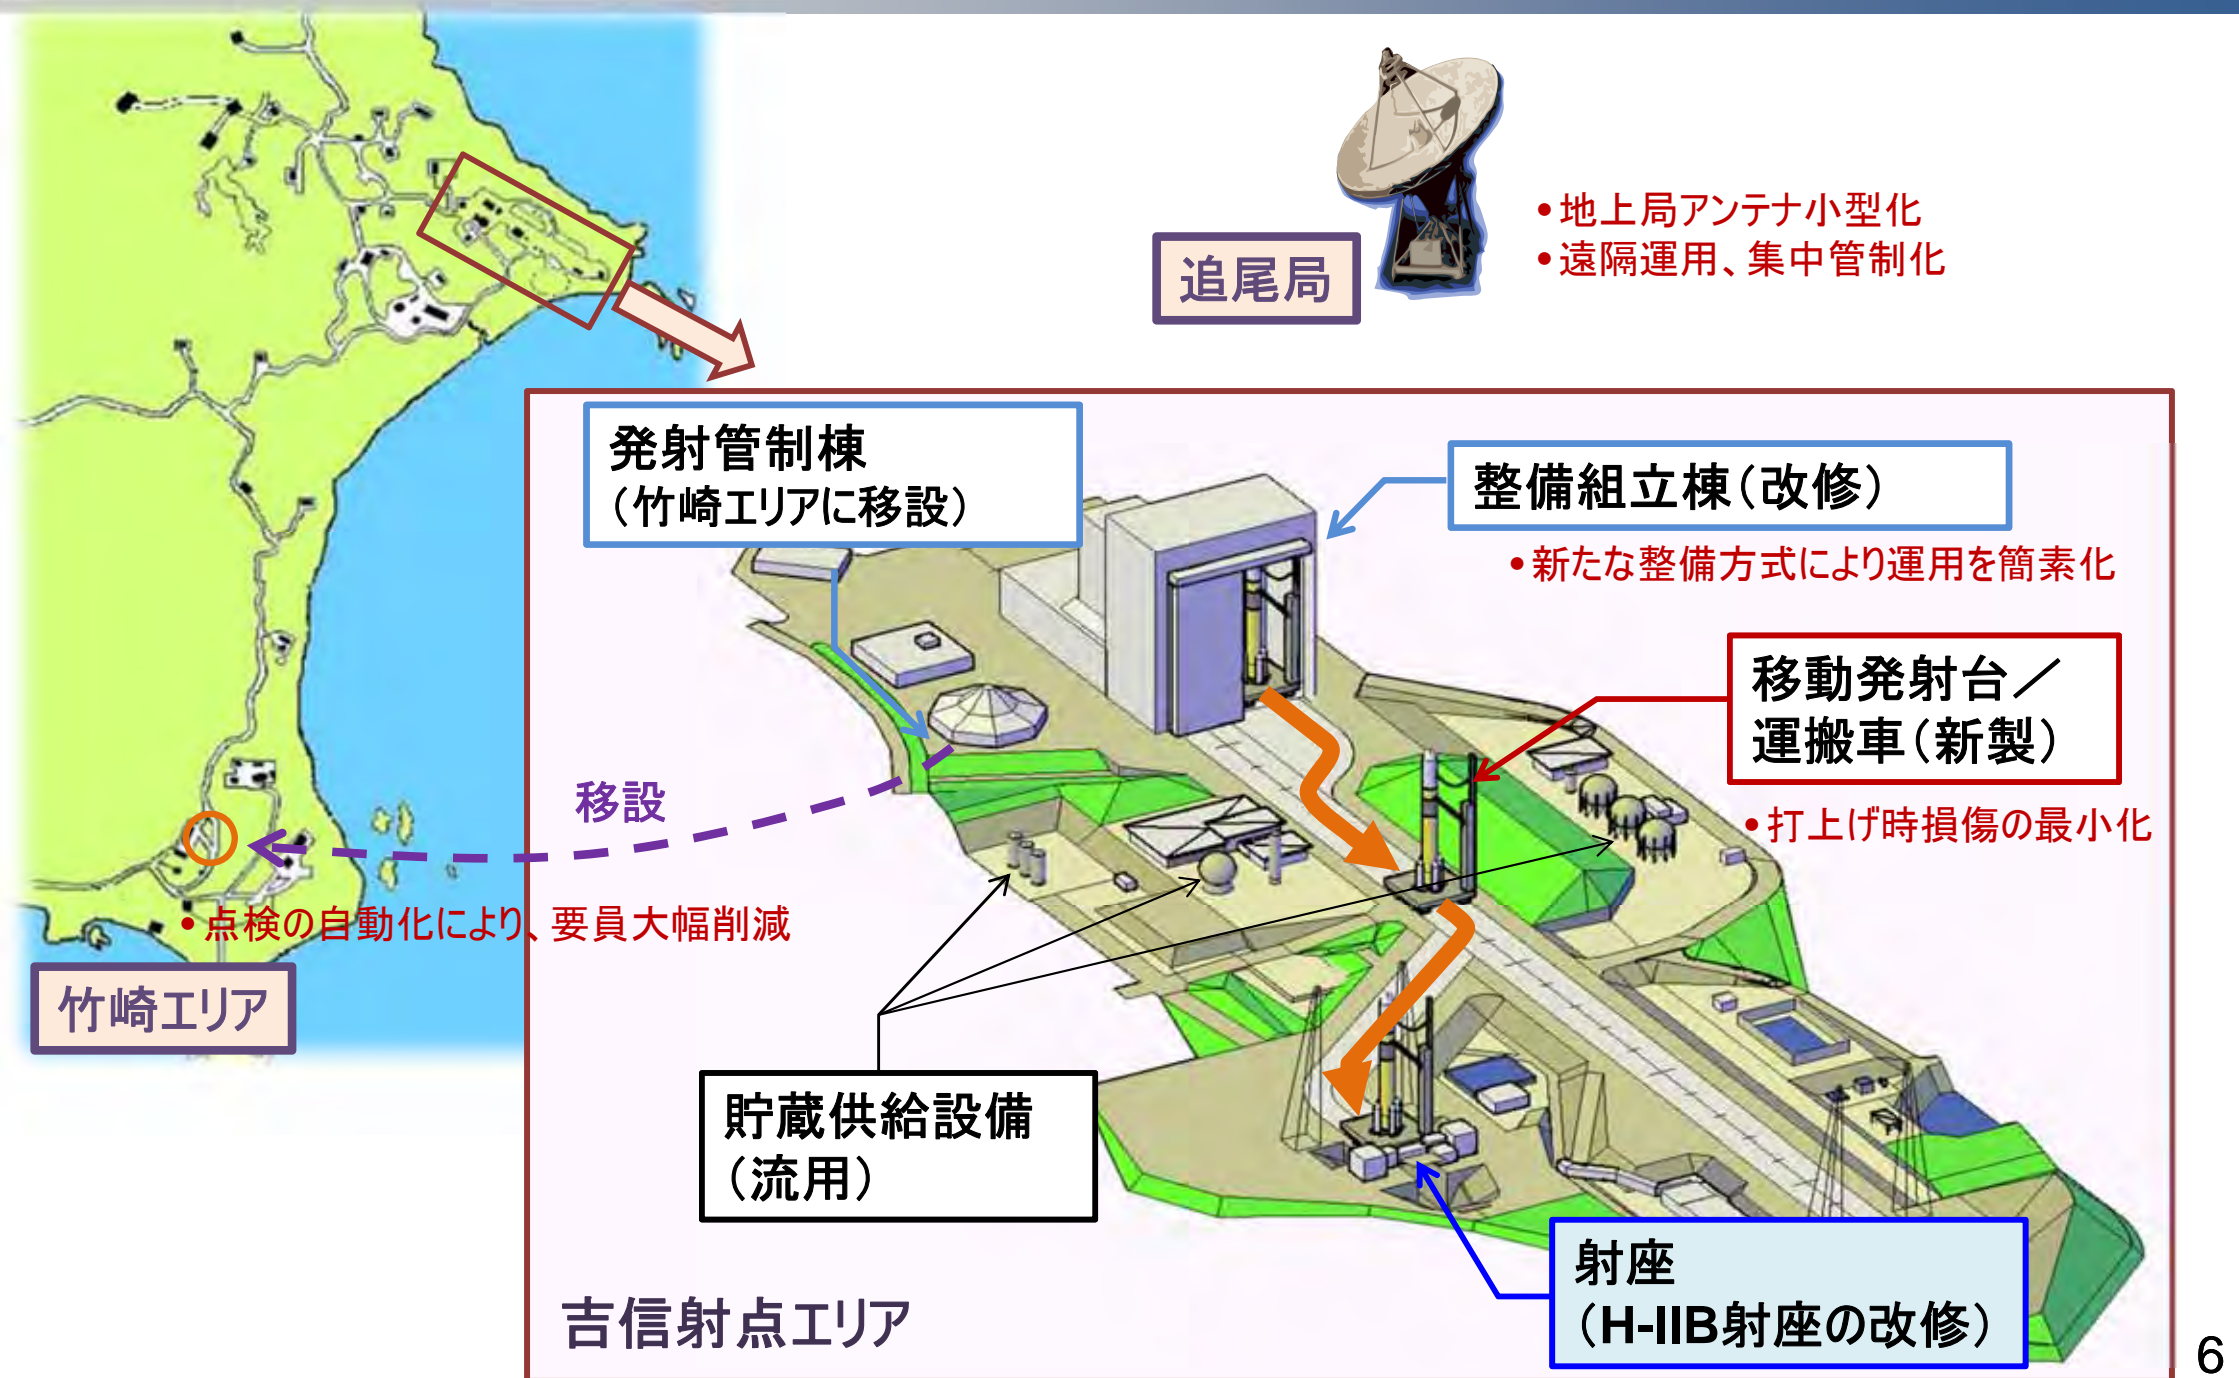 追尾局
•地上局アンテナ小型化
•遠隔運用、集中管制化
発射管制棟
（竹崎エリアに移設）
整備組立棟（改修）
•新たな整備方式により運用を簡素化
移動発射台／
運搬車（新製）
•打上げ時損傷の最小化
移設
•点検の自動化により、要員大幅削減
竹崎エリア
貯蔵供給設備
（流用）
射座
（H-IIB射座の改修）
吉信射点エリア
6